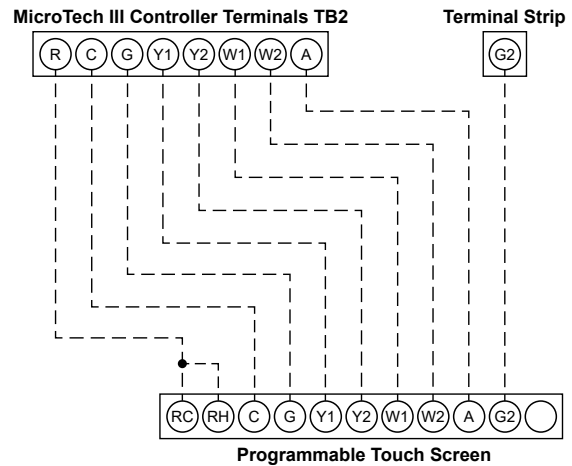 MicroTech III Controller Terminals TB2
Terminal Strip
R C G Y1 Y2 W1 W2 A
G2
RC RH C G Y1 Y2 W1 W2 A G2
Programmable Touch Screen